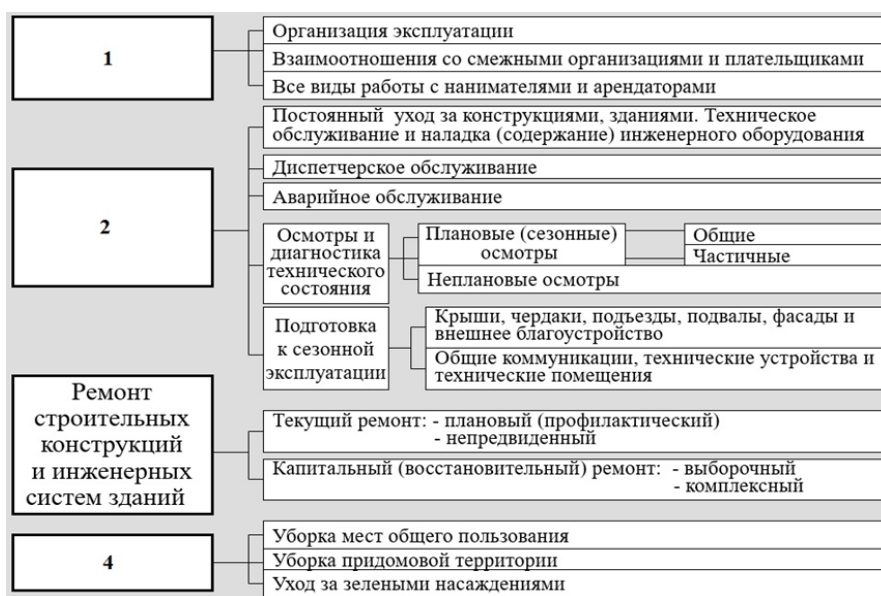 1
Организация эксплуатации
Взаимоотношения со смежными организациями и плательщиками
Все виды работы с нанимателями и арендаторами
2
Постоянный уход за конструкциями, зданиями. Техническое
обслуживание и наладка (содержание) инженерного оборудования
Диспетчерское обслуживание
Аварийное обслуживание
Осмотры и
диагностика
технического
состояния
Плановые (сезонные)
осмотры
Общие
Частичные
Неплановые осмотры
Подготовка
к сезонной
эксплуатации
Крыши, чердаки, подъезды, подвалы, фасады и
внешнее благоустройство
Общие коммуникации, технические устройства и
технические помещения
Ремонт
строительных
конструкций
и инженерных
систем зданий
Текущий ремонт: - плановый (профилактический)
- непредвиденный
Капитальный (восстановительный) ремонт: - выборочный
- комплексный
4
Уборка мест общего пользования
Уборка придомовой территории
Уход за зелеными насаждениями